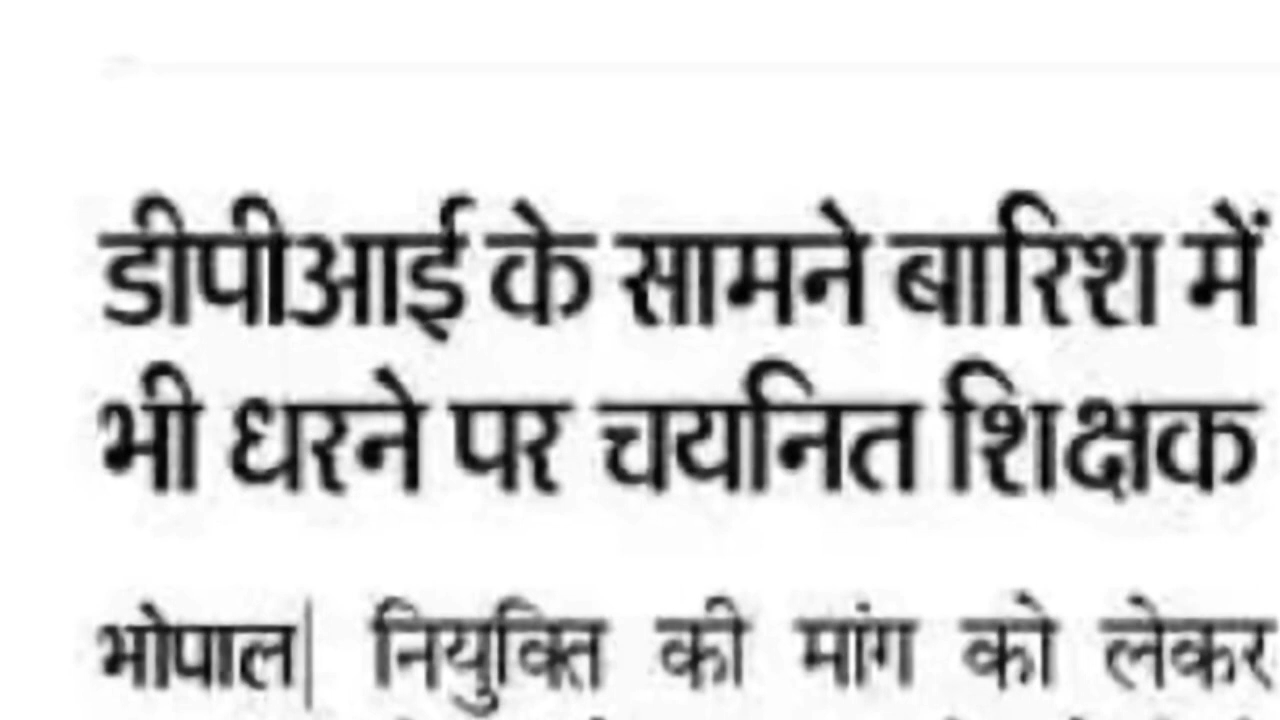 डीपीआई के सामने बारिश में
भी धरने पर चयनित शिक्षक
भोपाल| नियुक्ति की मांग को लेकर